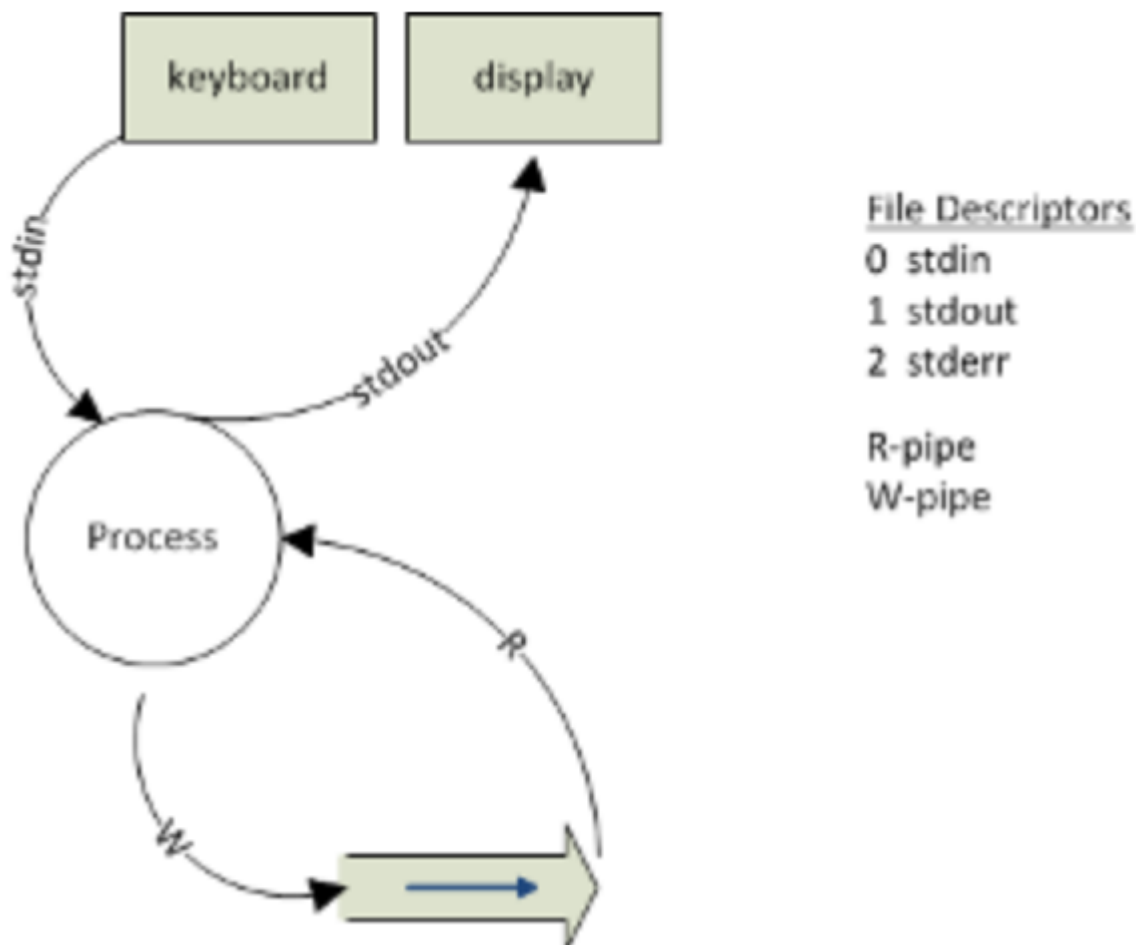 keyboard
display
stdin
stdout
Process
R
W
File Descriptors
0 stdin
1 stdout
2 stderr
R-pipe
W-pipe